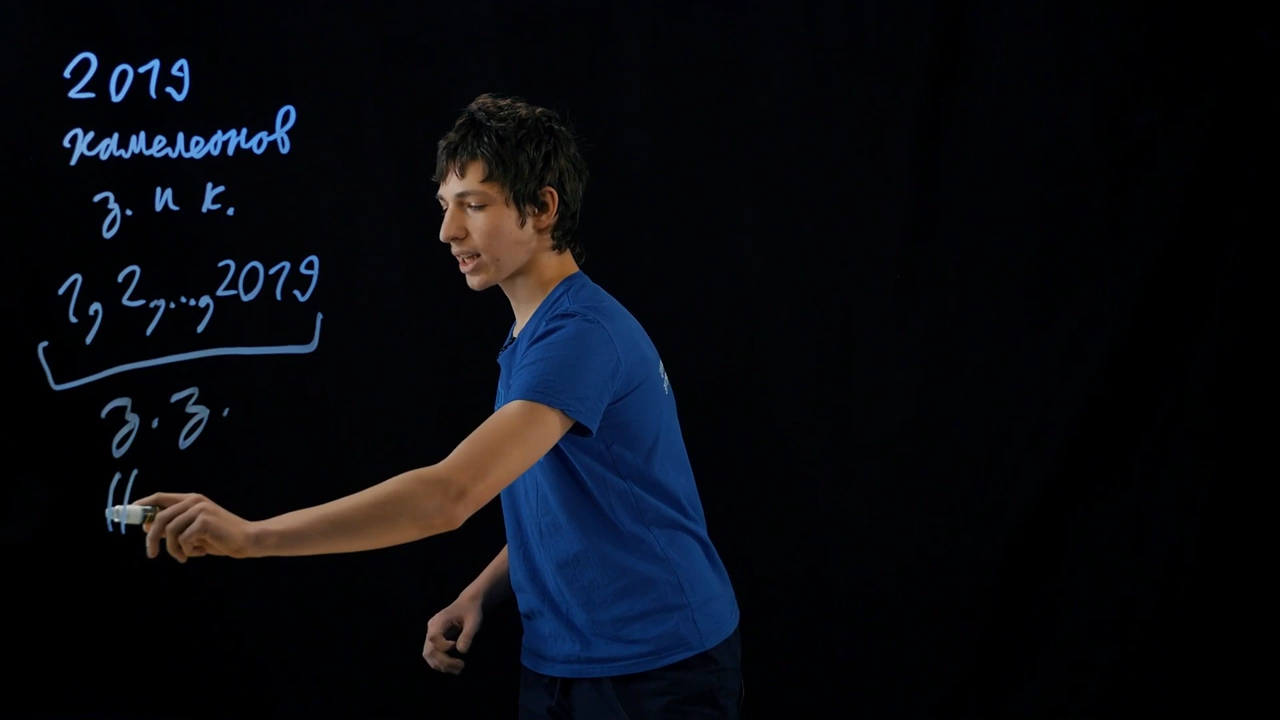 2019
хамелеонов
з. и к.
1, 2, ..., 2019
з. з.